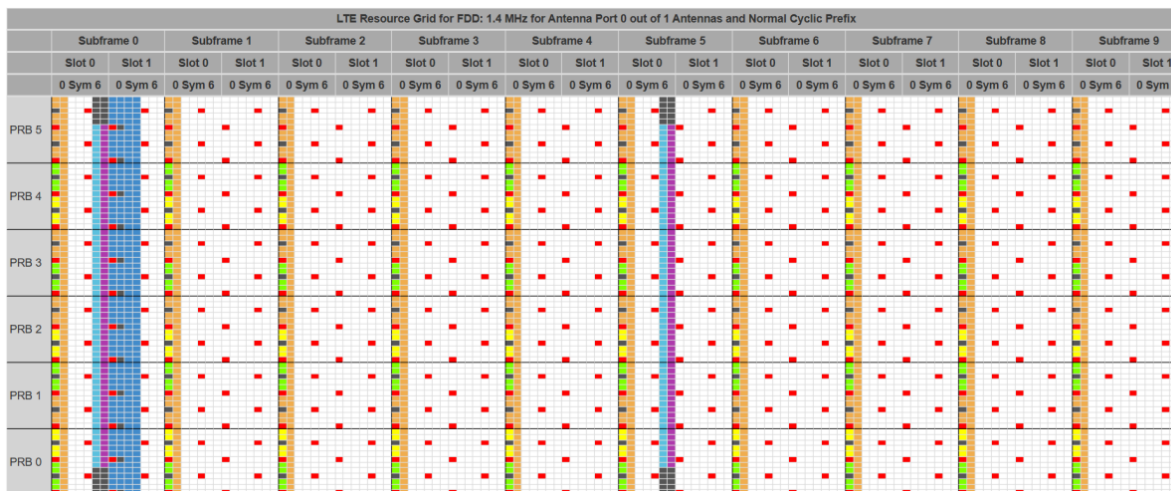 LTE Resource Grid for FDD: 1.4 MHz for Antenna Port 0 out of 1 Antennas and Normal Cyclic Prefix
Subframe 0 Subframe 1 Subframe 2 Subframe 3 Subframe 4 Subframe 5 Subframe 6 Subframe 7 Subframe 8 Subframe 9
Slot 0 Slot 1 Slot 0 Slot 1 Slot 0 Slot 1 Slot 0 Slot 1 Slot 0 Slot 1 Slot 0 Slot 1 Slot 0 Slot 1 Slot 0 Slot 1 Slot 0 Slot 1 Slot 0 Slot 1
0 Sym 6 0 Sym 6 0 Sym 6 0 Sym 6 0 Sym 6 0 Sym 6 0 Sym 6 0 Sym 6 0 Sym 6 0 Sym 6 0 Sym 6 0 Sym 6 0 Sym 6 0 Sym 6 0 Sym 6 0 Sym 6 0 Sym 6 0 Sym 6 0 Sym 6 0 Sym
PRB 5
PRB 4
PRB 3
PRB 2
PRB 1
PRB 0